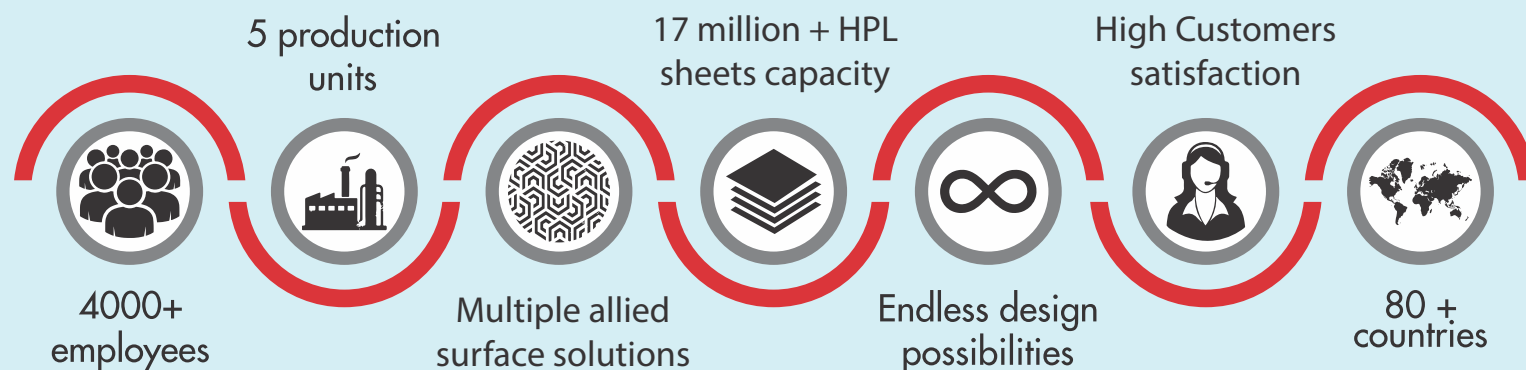 4000+
employees
5 production
units
Multiple allied
surface solutions
17 million + HPL
sheets capacity
Endless design
possibilities
High Customers
satisfaction
80 +
countries